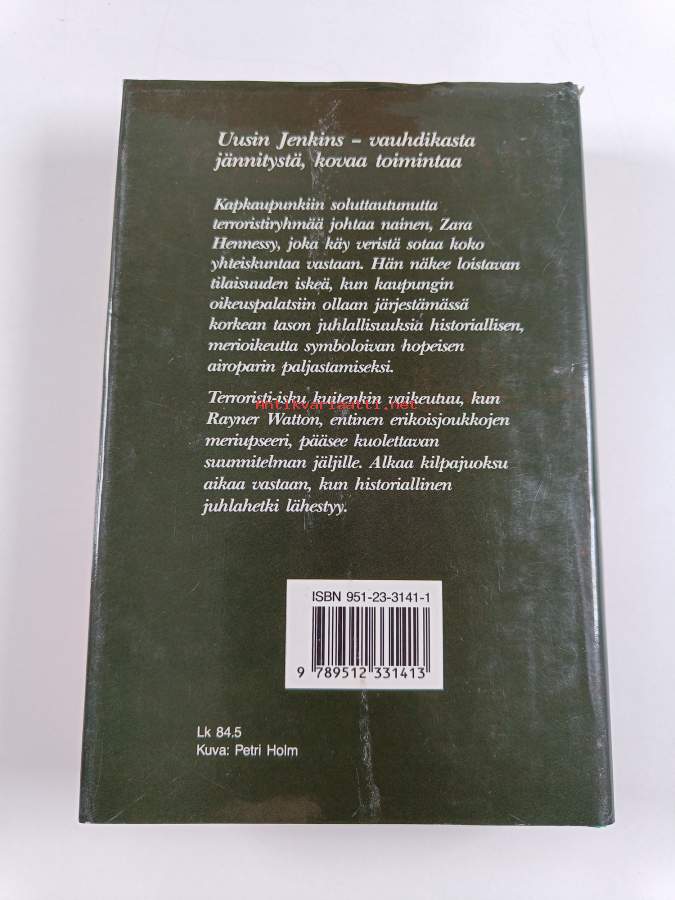 Uusin Jenkins – vauhdikasta
jännitystä, kovaa toimintaa
Kapkaupunkiin soluttautunutta
terroristiryhmää johtaa nainen, Zara
Hennessy, joka käy veristä sotaa koko
yhteiskuntaa vastaan. Hän näkee loistavan
tilaisuuden iskeä, kun kaupungin
oikeuspalatsiin ollaan järjestämässä
korkean tason juhlallisuuksia historiallisen,
merioikeutta symboloivan hopeisen
airoparin paljastamiseksi.
Terroristi-isku kuitenkin vaikeutuu, kun
Antikvariaatti.net
Rayner Watton, entinen erikoisjoukkojen
meriupseeri, pääsee kuolettavan
suunnitelman jäljille. Alkaa kilpajuoksu
aikaa vastaan, kun historiallinen
juhlahetki lähestyy.
ISBN 951-23-3141-1
9 789512 331413
Lk 84.5
Kuva: Petri Holm